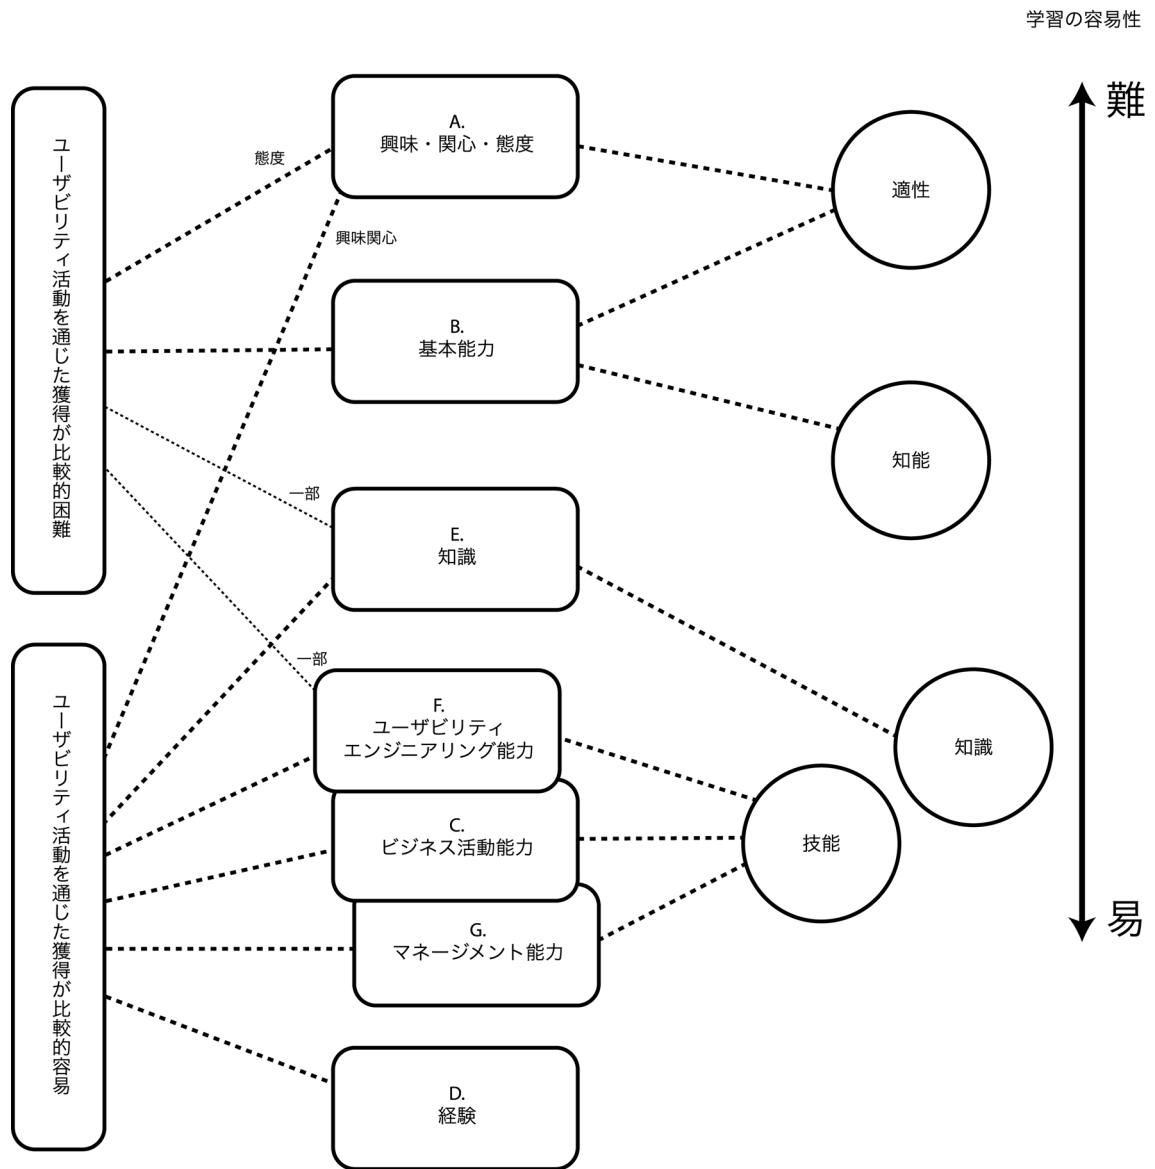 学習の容易性
難
ユーザビリティ活動を通じた獲得が比較的困難
態度
興味関心
一部
一部
A.
興味・関心・態度
B.
基本能力
E.
知識
F.
ユーザビリティ
エンジニアリング能力
C.
ビジネス活動能力
G.
マネージメント能力
D.
経験
ユーザビリティ活動を通じた獲得が比較的容易
適性
知能
知識
技能
易